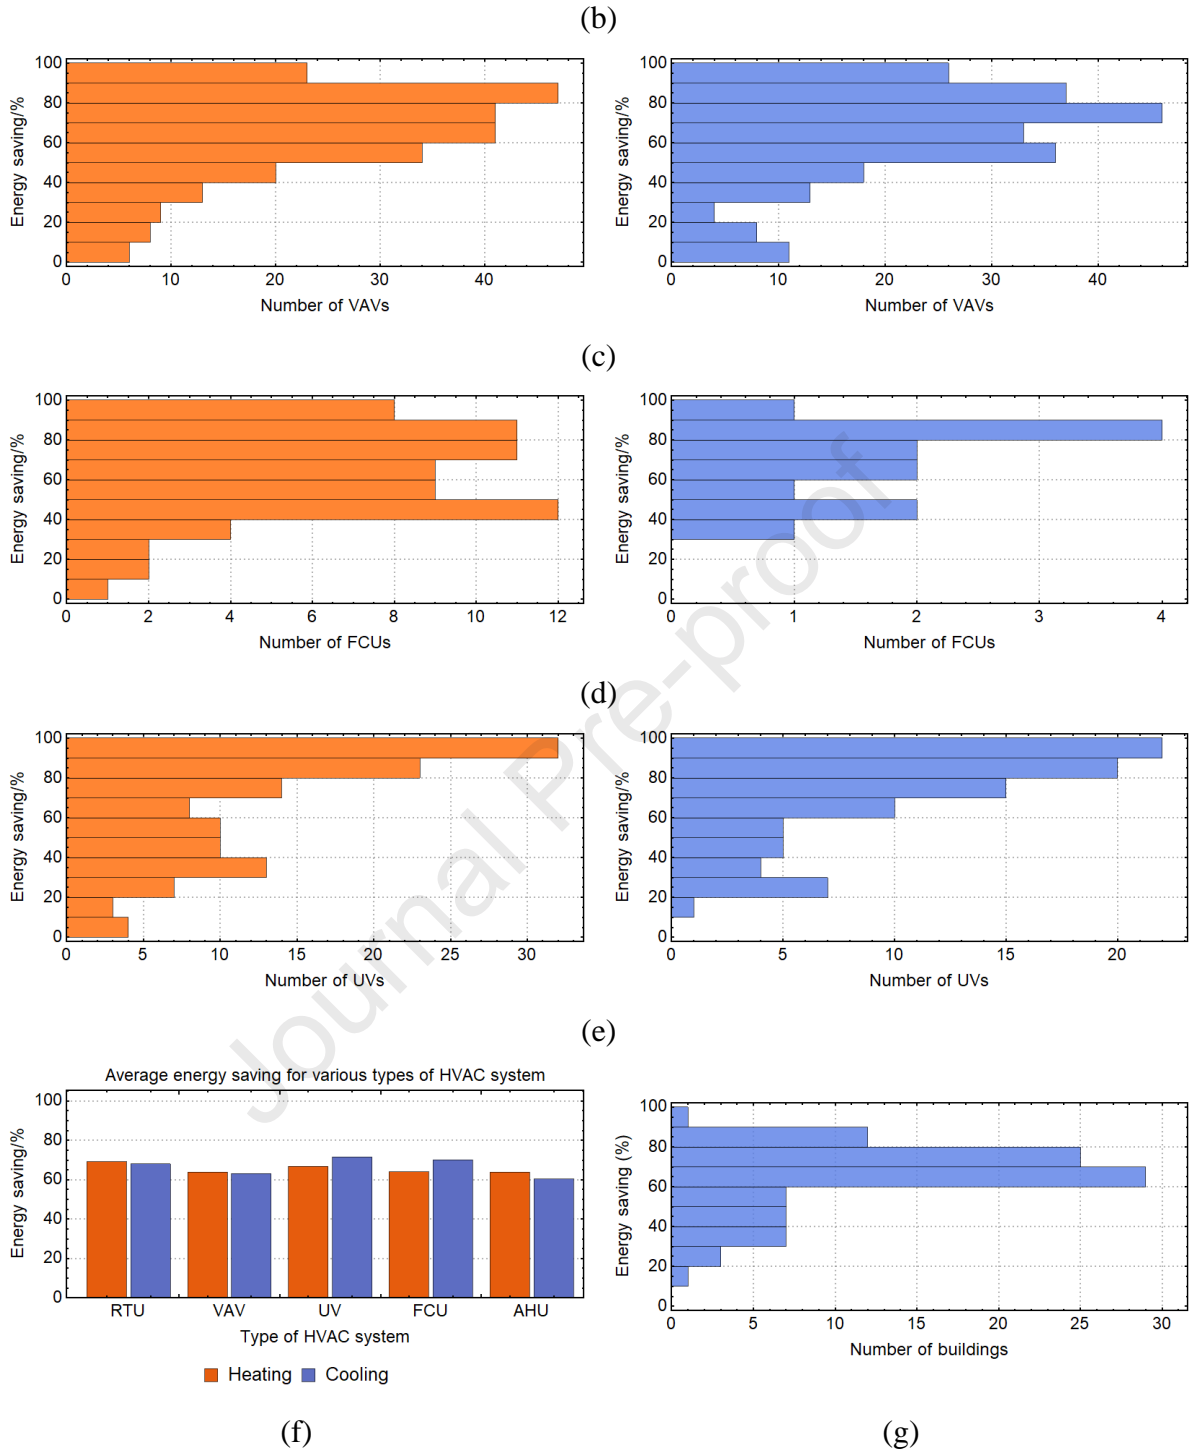 (b)
100
80
60
40
20
0
Energy saving/%
0 10 20 30 40
Number of VAVs
100
80
60
40
20
0
Energy saving/%
0 10 20 30 40
Number of VAVs
(c)
100
80
60
40
20
0
Energy saving/%
0 2 4 6 8 10 12
Number of FCUs
100
80
60
40
20
0
Energy saving/%
0 1 2 3 4
Number of FCUs
(d)
100
80
60
40
20
0
Energy saving/%
0 5 10 15 20 25 30
Number of UVs
100
80
60
40
20
0
Energy saving/%
0 5 10 15 20
Number of UVs
(e)
Average energy saving for various types of HVAC system
100
80
60
40
20
0
Energy saving/%
RTU VAV UV FCU AHU
Type of HVAC system
Heating Cooling
(f)
100
80
60
40
20
0
Energy saving (%)
0 5 10 15 20 25 30
Number of buildings
(g)
Journal Pre-proof